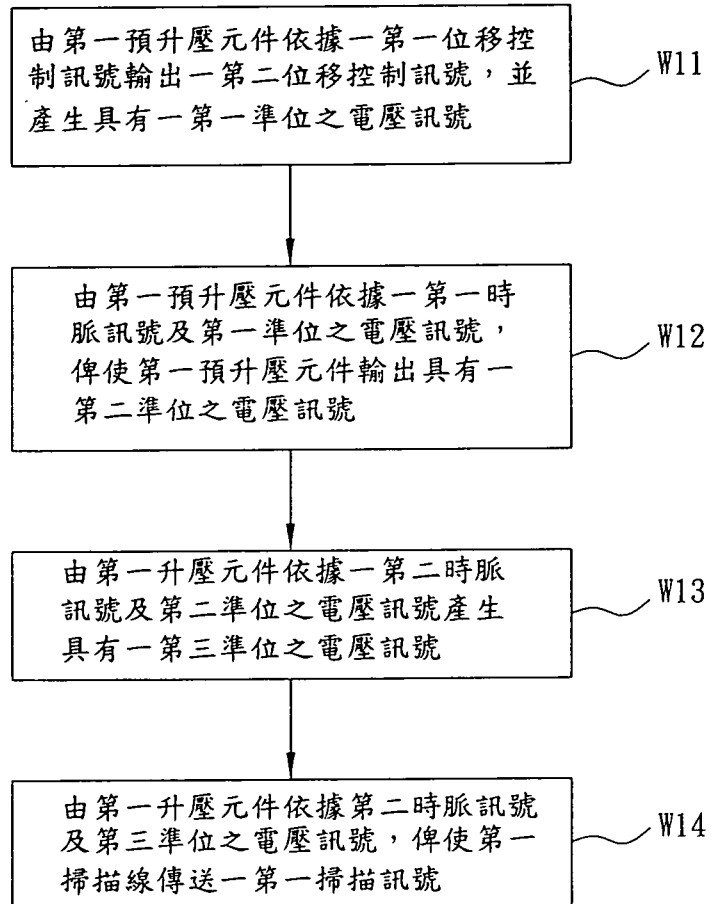 由第一預升壓元件依據一第一位移控
制訊號輸出一第二位移控制訊號，並
產生具有一第一準位之電壓訊號
W11
由第一預升壓元件依據一第一時
脈訊號及第一準位之電壓訊號，
俾使第一預升壓元件輸出具有一
第二準位之電壓訊號
W12
由第一升壓元件依據一第二時脈
訊號及第二準位之電壓訊號產生
具有一第三準位之電壓訊號
W13
由第一升壓元件依據第二時脈訊號
及第三準位之電壓訊號，俾使第一
掃描線傳送一第一掃描訊號
W14